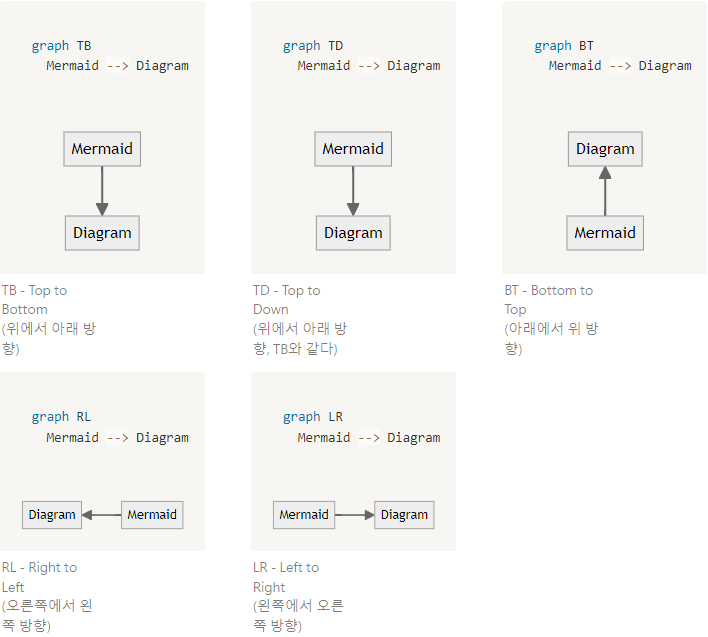 graph TB
Mermaid --> Diagram
Mermaid
Diagram
TB - Top to
Bottom
(위에서 아래 방
향)
graph TD
Mermaid --> Diagram
Mermaid
Diagram
TD - Top to
Down
(위에서 아래 방
향, TB와 같다)
graph BT
Mermaid --> Diagram
Diagram
Mermaid
BT - Bottom to
Top
(아래에서 위 방
향)
graph RL
Mermaid --> Diagram
Diagram Mermaid
RL - Right to
Left
(오른쪽에서 왼
쪽 방향)
graph LR
Mermaid --> Diagram
Mermaid Diagram
LR - Left to
Right
(왼쪽에서 오른
쪽 방향)